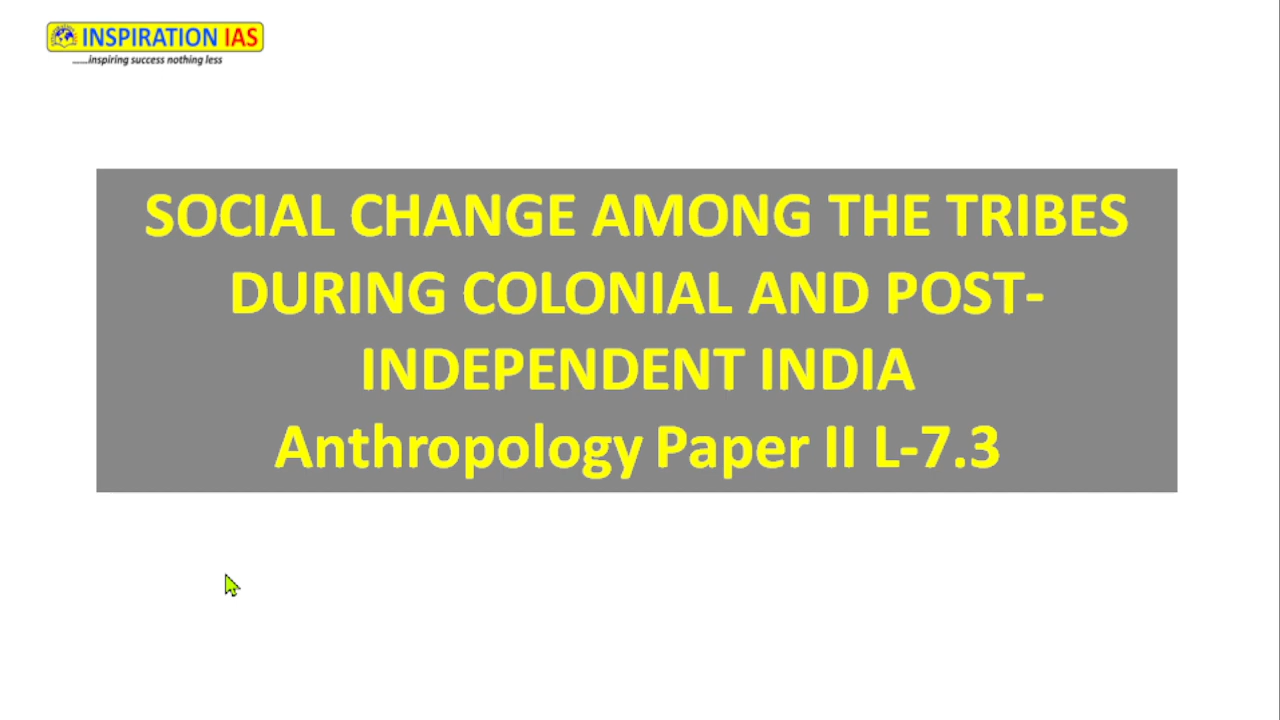 INSPIRATION IAS
......inspiring success nothing less
SOCIAL CHANGE AMONG THE TRIBES
DURING COLONIAL AND POST-
INDEPENDENT INDIA
Anthropology Paper II L-7.3